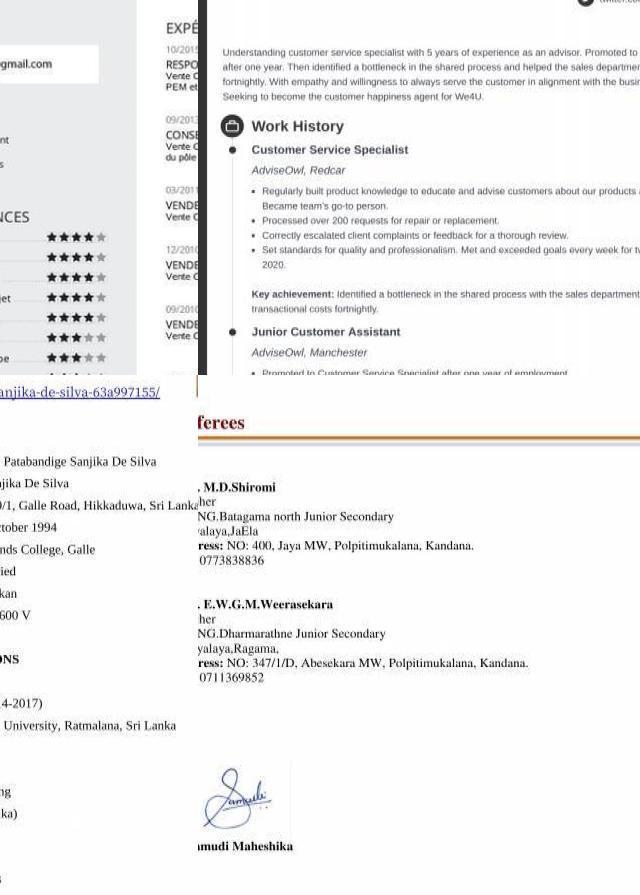 gmail.com
nt
s
NCES
jet
pe
EXPÉ
10/2015
RESPO
Vente C
PEM et
09/2013
CONSE
Vente C
du pôle
03/2011
VENDE
Vente C
12/2010
VENDE
Vente C
09/2010
VENDE
Vente C
Understanding customer service specialist with 5 years of experience as an advisor. Promoted to
after one year. Then identified a bottleneck in the shared process and helped the sales departmen
fortnightly. With empathy and willingness to always serve the customer in alignment with the busin
Seeking to become the customer happiness agent for We4U.
Work History
Customer Service Specialist
AdviseOwl, Redcar
Regularly built product knowledge to educate and advise customers about our products
Became team's go-to person.
Processed over 200 requests for repair or replacement.
Correctly escalated client complaints or feedback for a thorough review.
Set standards for quality and professionalism. Met and exceeded goals every week for tw
2020.
Key achievement: Identified a bottleneck in the shared process with the sales department
transactional costs fortnightly.
Junior Customer Assistant
AdviseOwl, Manchester
Promoted to Customer Service Specialist after one year of employment
anjika-de-silva-63a997155/
Patabandige Sanjika De Silva
jika De Silva
0/1, Galle Road, Hikkaduwa, Sri Lanka
tober 1994
nds College, Galle
ied
kan
600 V
ONS
4-2017)
University, Ratmalana, Sri Lanka
ng
ka)
s
ferees
. M.D.Shiromi
her
NG.Batagama north Junior Secondary
yalaya,JaEla
ress: NO: 400, Jaya MW, Polpitimukalana, Kandana.
0773838836
. E.W.G.M.Weerasekara
her
NG.Dharmarathne Junior Secondary
yalaya,Ragama,
ress: NO: 347/1/D, Abesekara MW, Polpitimukalana, Kandana.
0711369852
Samudi
mudi Maheshika